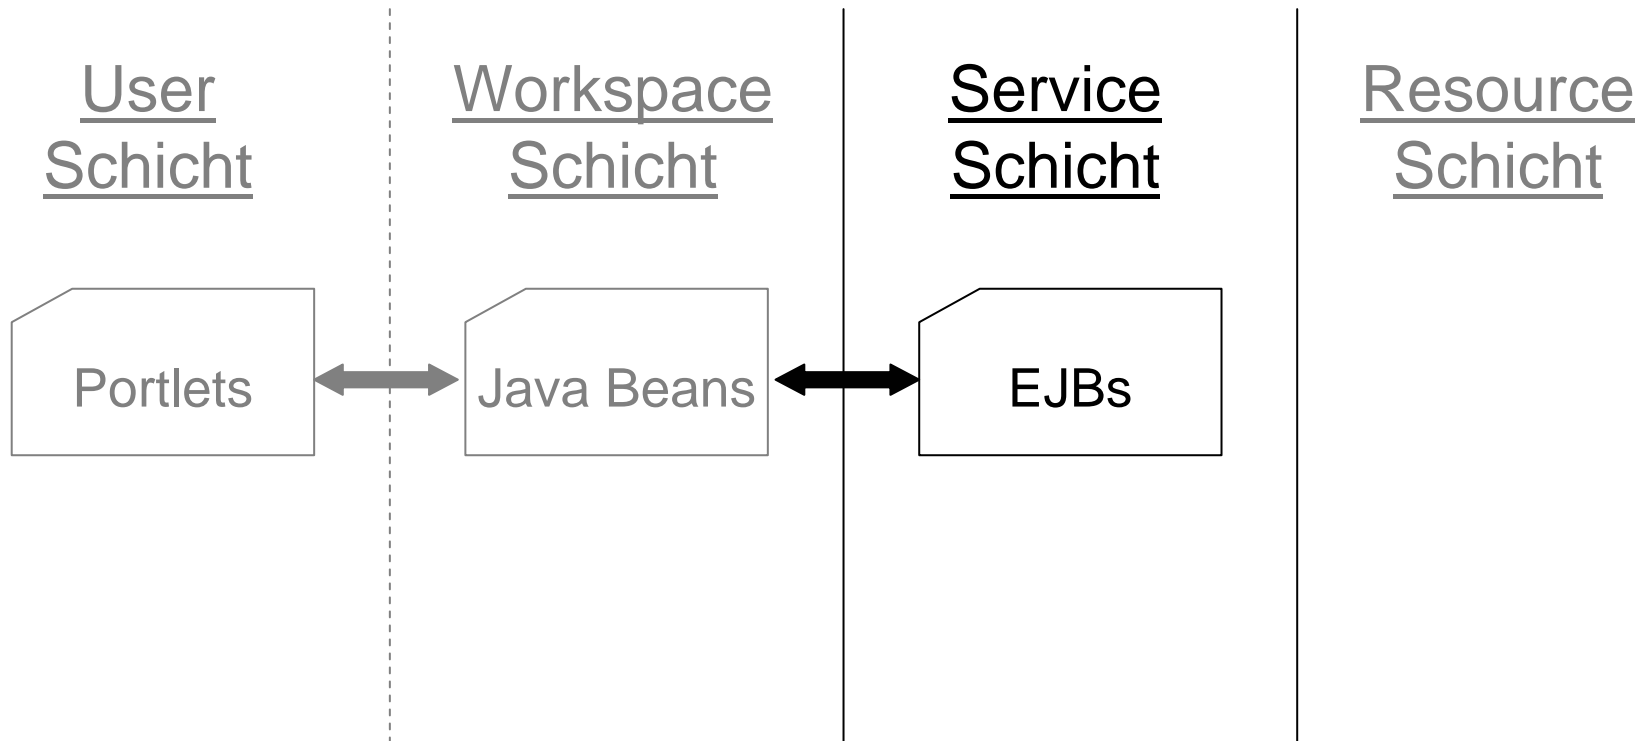 User
Schicht
Workspace
Schicht
Service
Schicht
Resource
Schicht
Portlets
Java Beans
EJBs